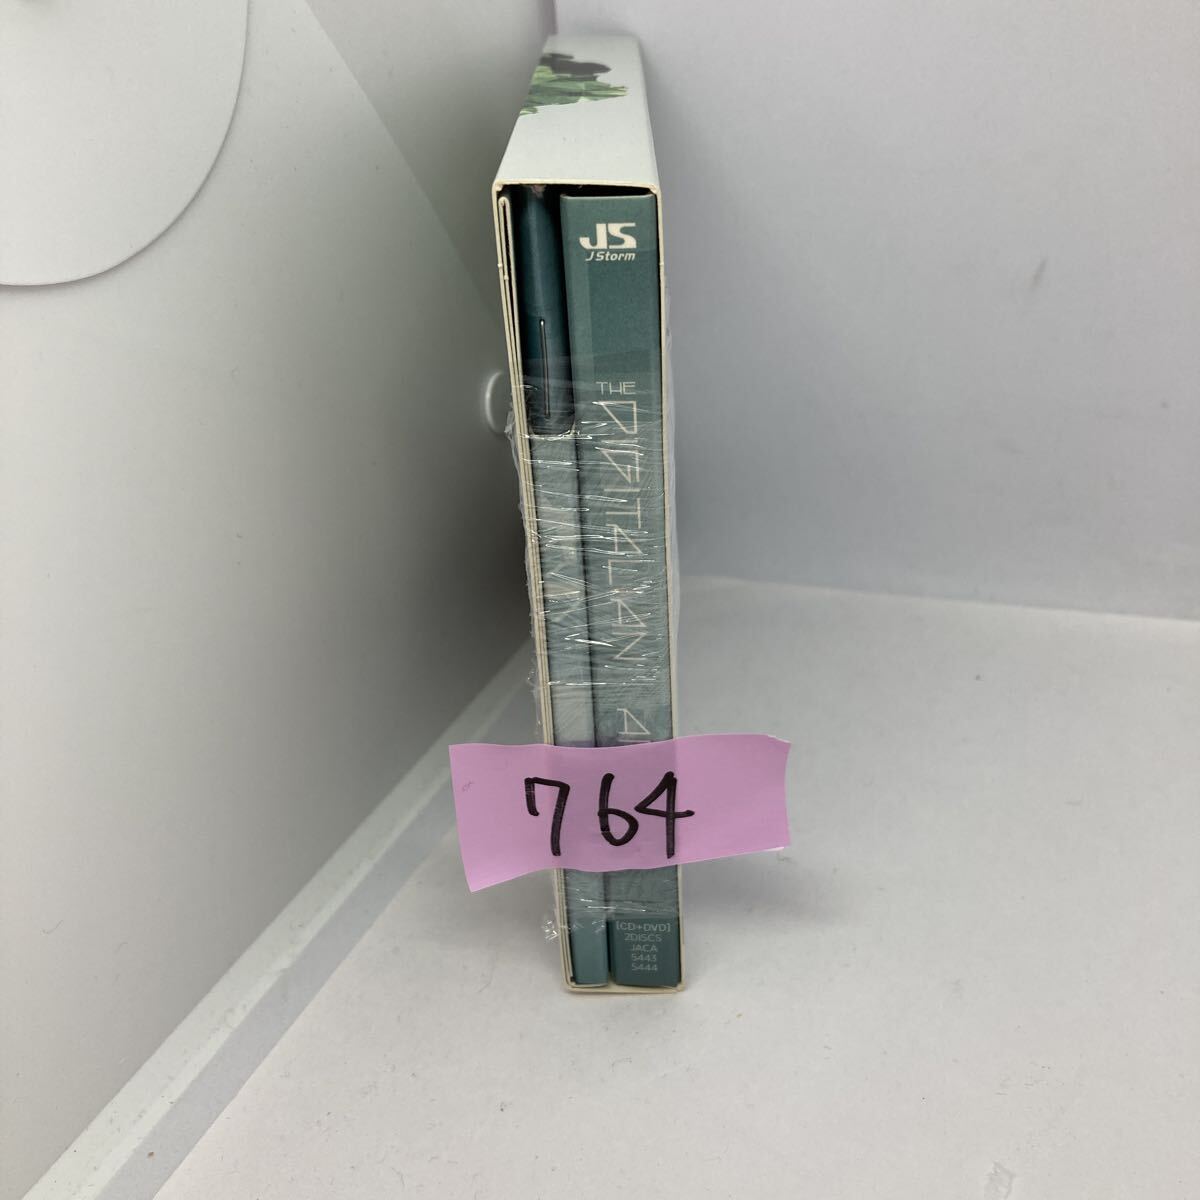 JS
J Storm
THE DIGITALIAN
764
[CD+DVD]
2DISCS
JACA
5443
5444